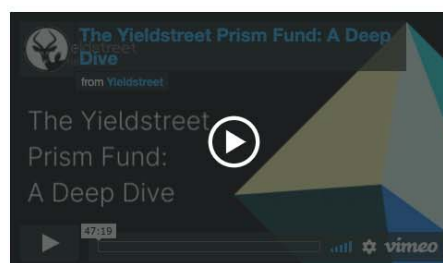 The Yieldstreet Prism Fund: A Deep
Dive
from Yieldstreet
The Yieldstreet
Prism Fund:
A Deep Dive
47:19
vimeo